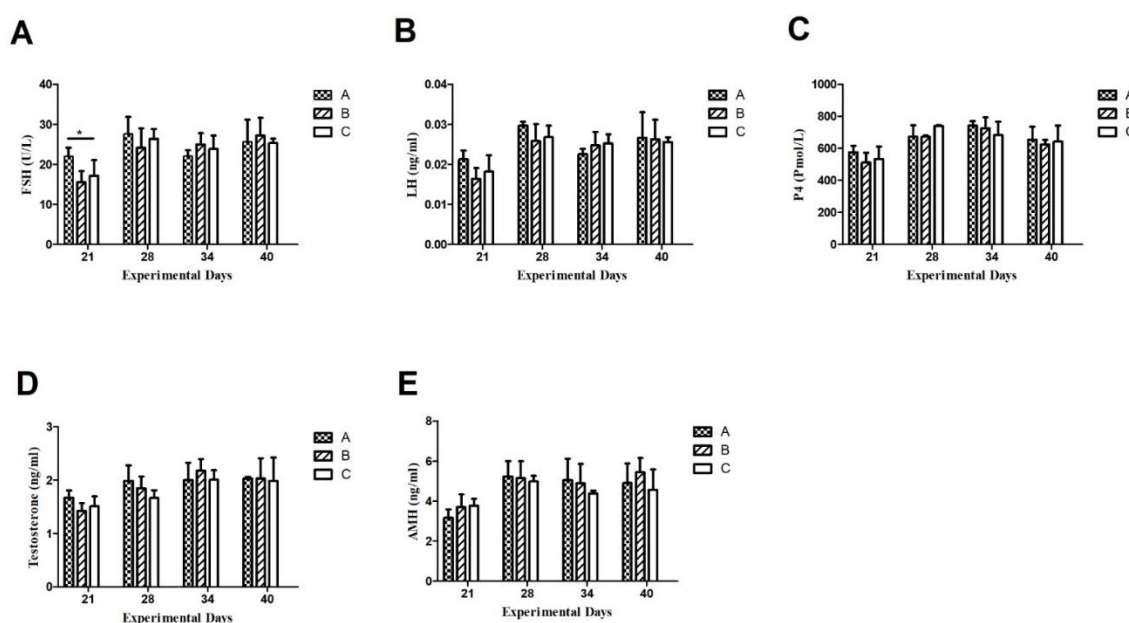 A
FSH (U/L)
40
30
20
10
0
*
21 28 34 40
Experimental Days
A
B
C
B
LH (ng/ml)
0.04
0.03
0.02
0.01
0.00
21 28 34 40
Experimental Days
A
B
C
C
P4 (Pmol/L)
1000
800
600
400
200
0
21 28 34 40
Experimental Days
A
B
C
D
Testosterone (ng/ml)
3
2
1
0
21 28 34 40
Experimental Days
A
B
C
E
AMH (ng/ml)
8
6
4
2
0
21 28 34 40
Experimental Days
A
B
C